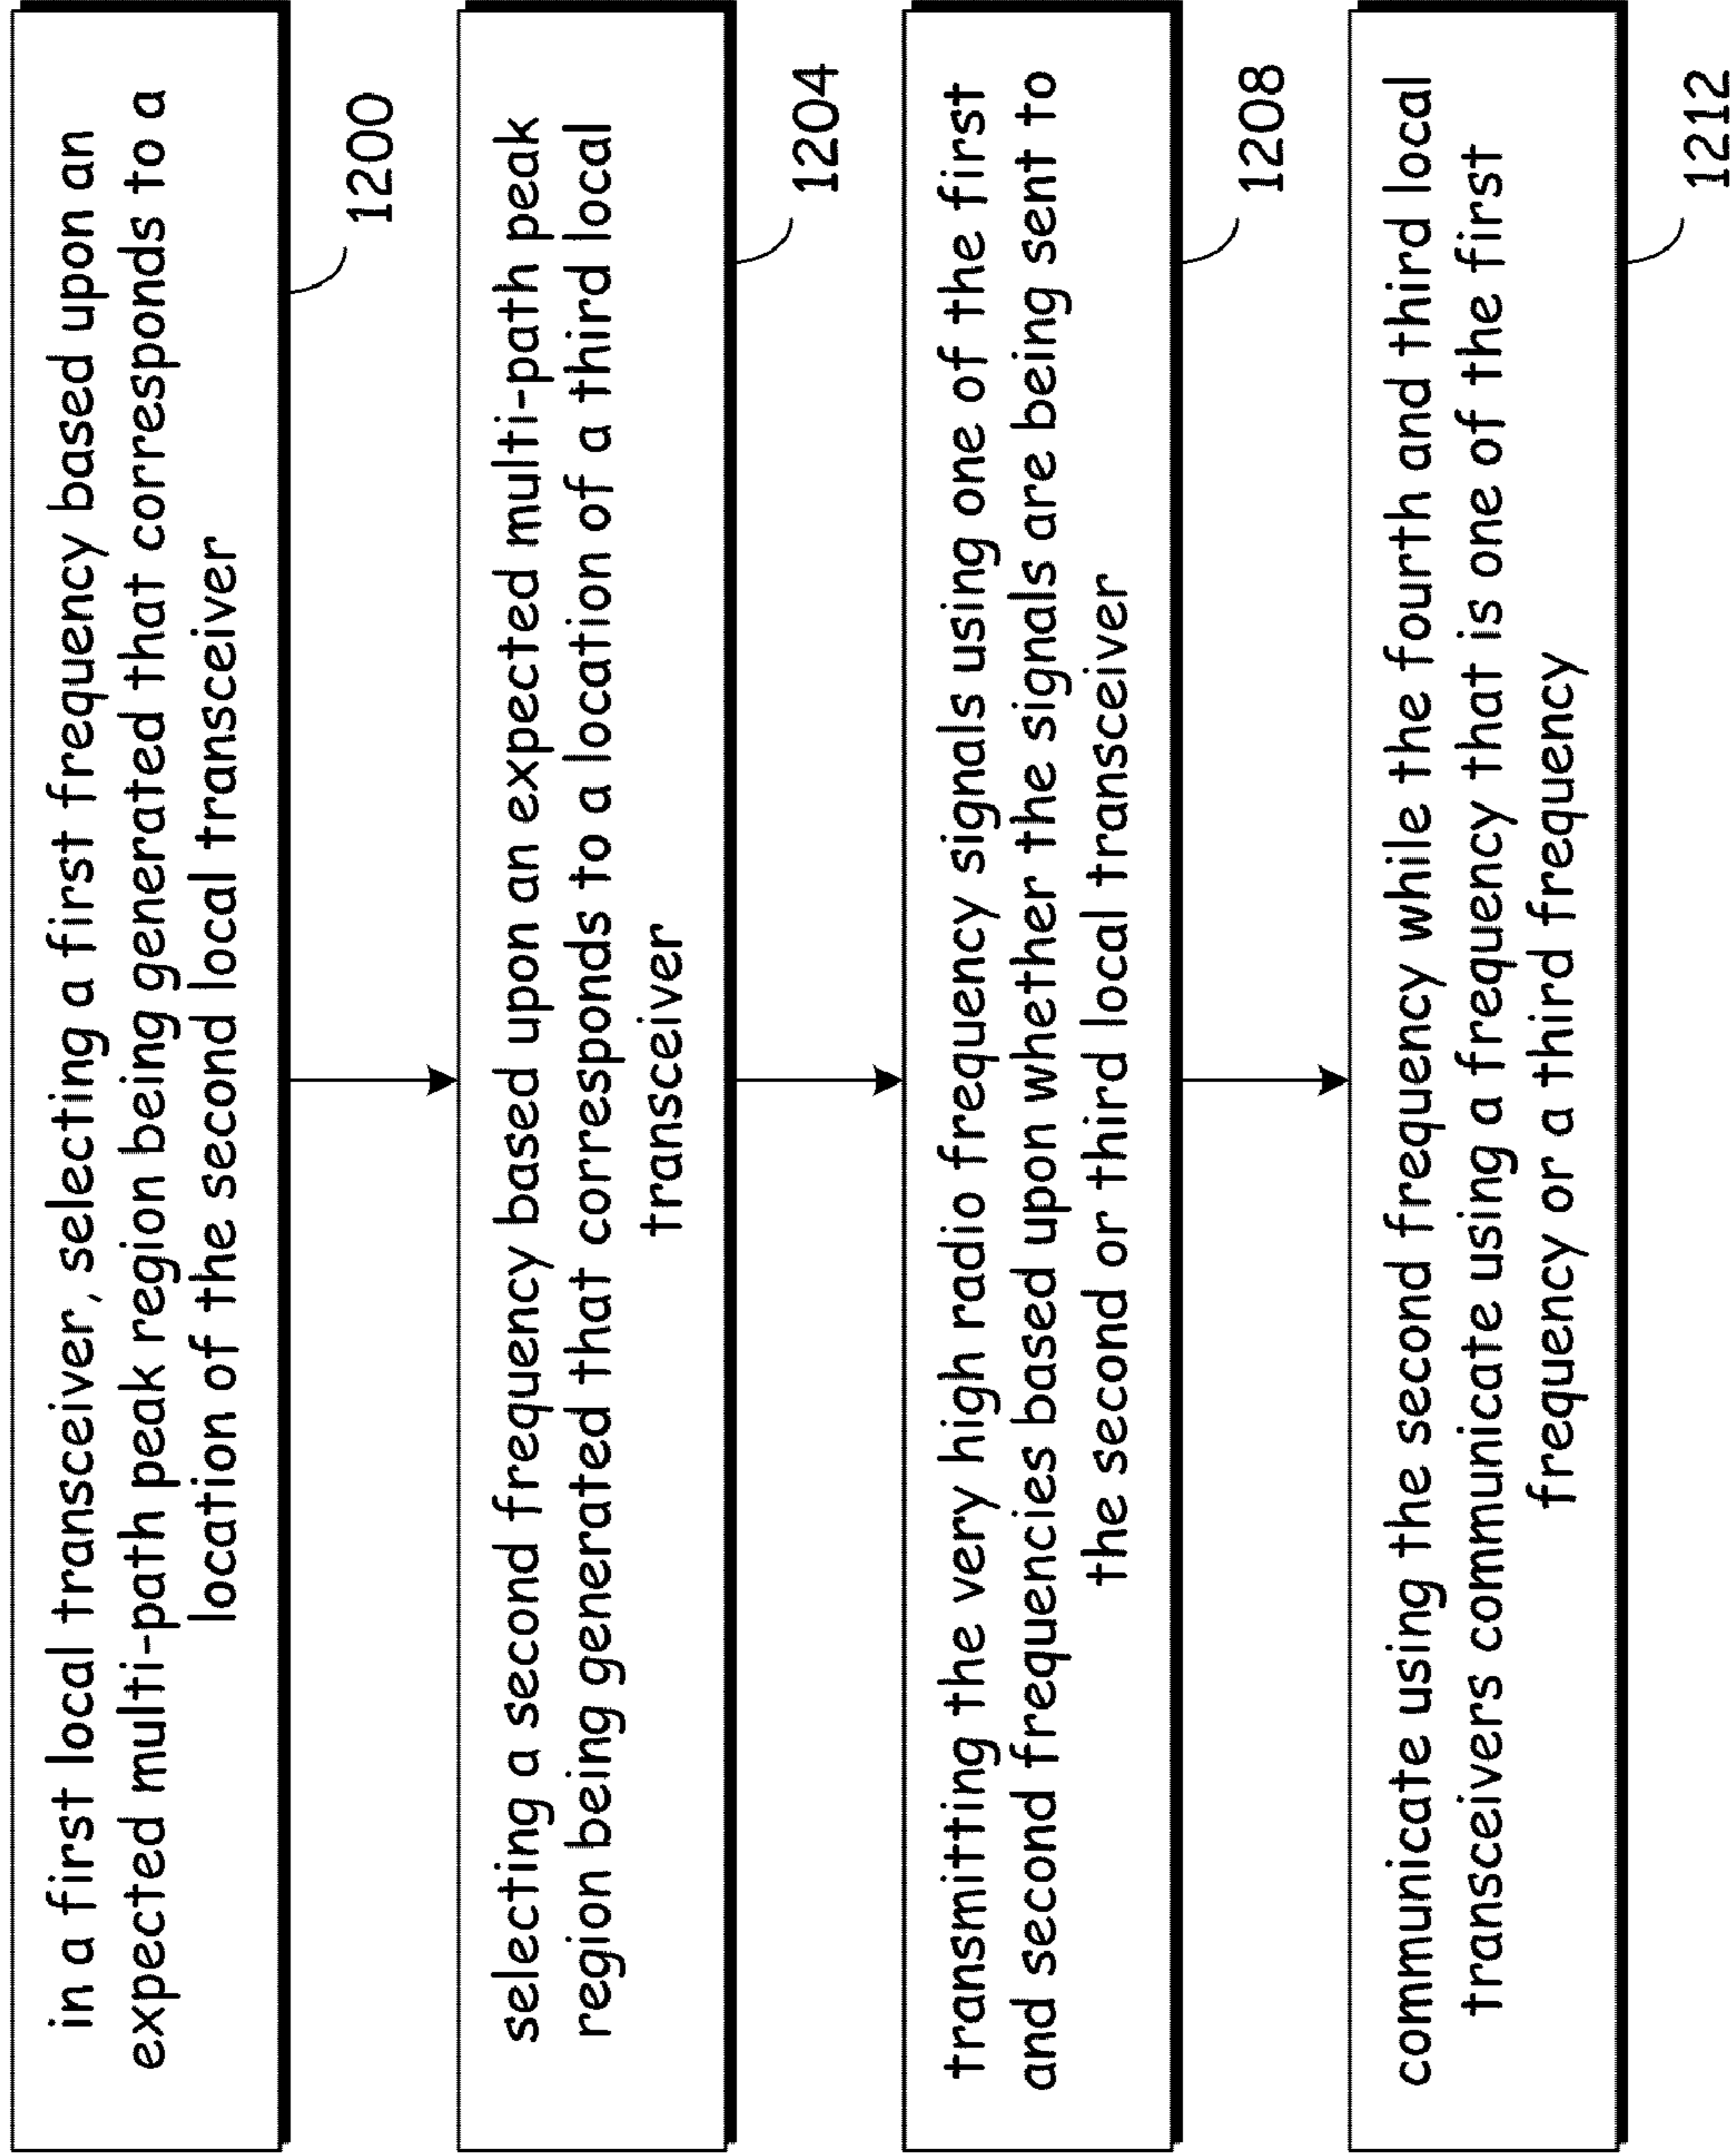 in a first local transceiver, selecting a first frequency based upon an
expected multi-path peak region being generated that corresponds to a
location of the second local transceiver
1200
selecting a second frequency based upon an expected multi-path peak
region being generated that corresponds to a location of a third local
transceiver
1204
transmitting the very high radio frequency signals using one of the first
and second frequencies based upon whether the signals are being sent to
the second or third local transceiver
1208
communicate using the second frequency while the fourth and third local
transceivers communicate using a frequency that is one of the first
frequency or a third frequency
1212